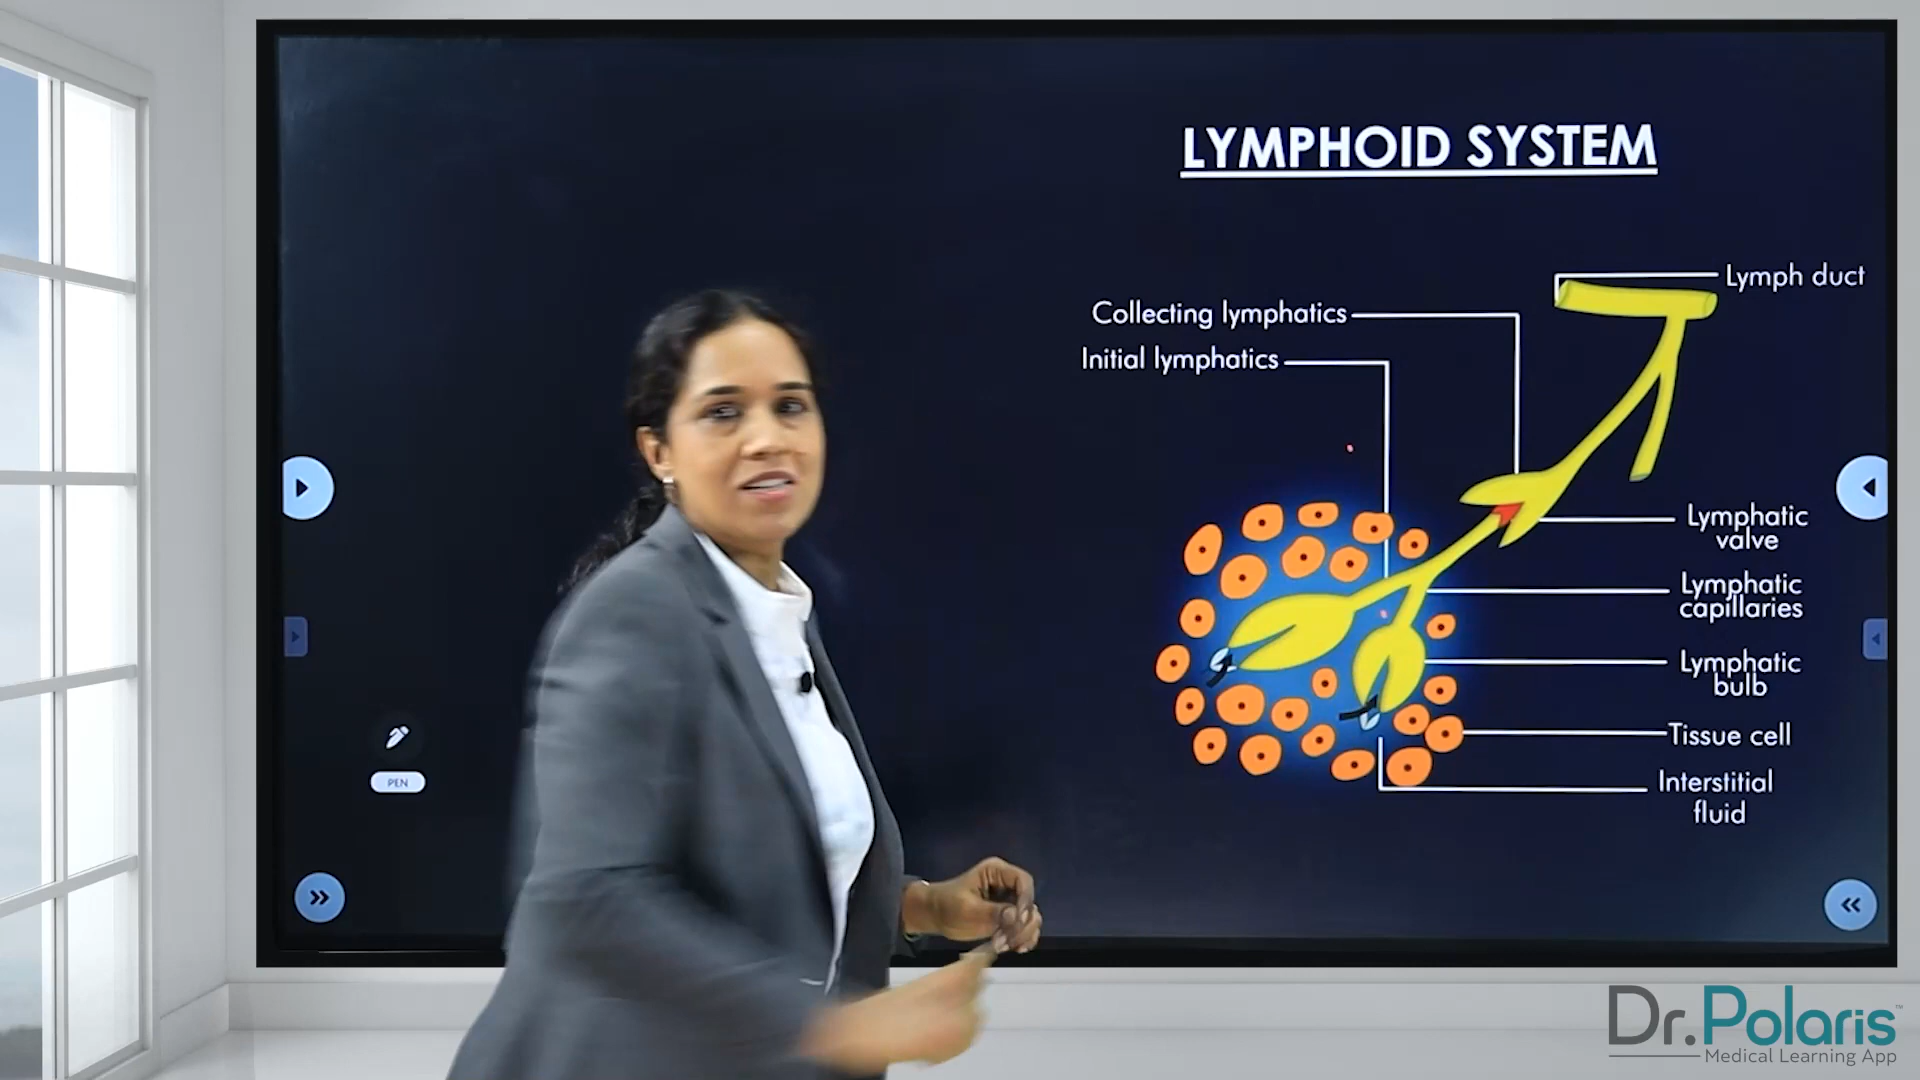 LYMPHOID SYSTEM
Lymph duct
Collecting lymphatics
Initial lymphatics
Lymphatic
valve
Lymphatic
capillaries
Lymphatic
bulb
Tissue cell
Interstitial
fluid
PEN
Dr.Polaris™
Medical Learning App